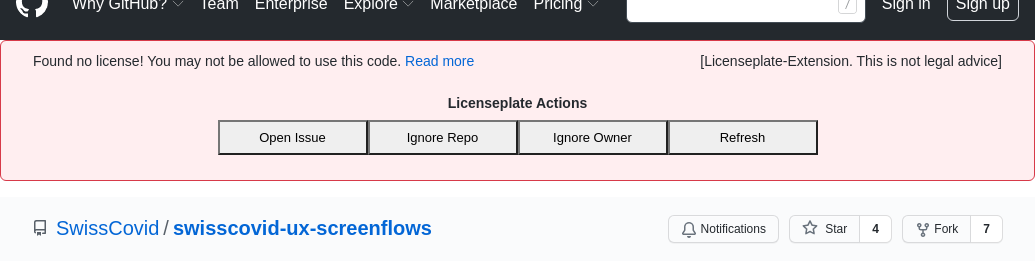 Why GitHub? Team Enterprise Explore Marketplace Pricing / Sign in Sign up
Found no license! You may not be allowed to use this code. Read more [Licenseplate-Extension. This is not legal advice]
Licenseplate Actions
Open Issue Ignore Repo Ignore Owner Refresh
SwissCovid / swisscovid-ux-screenflows Notifications Star 4 Fork 7